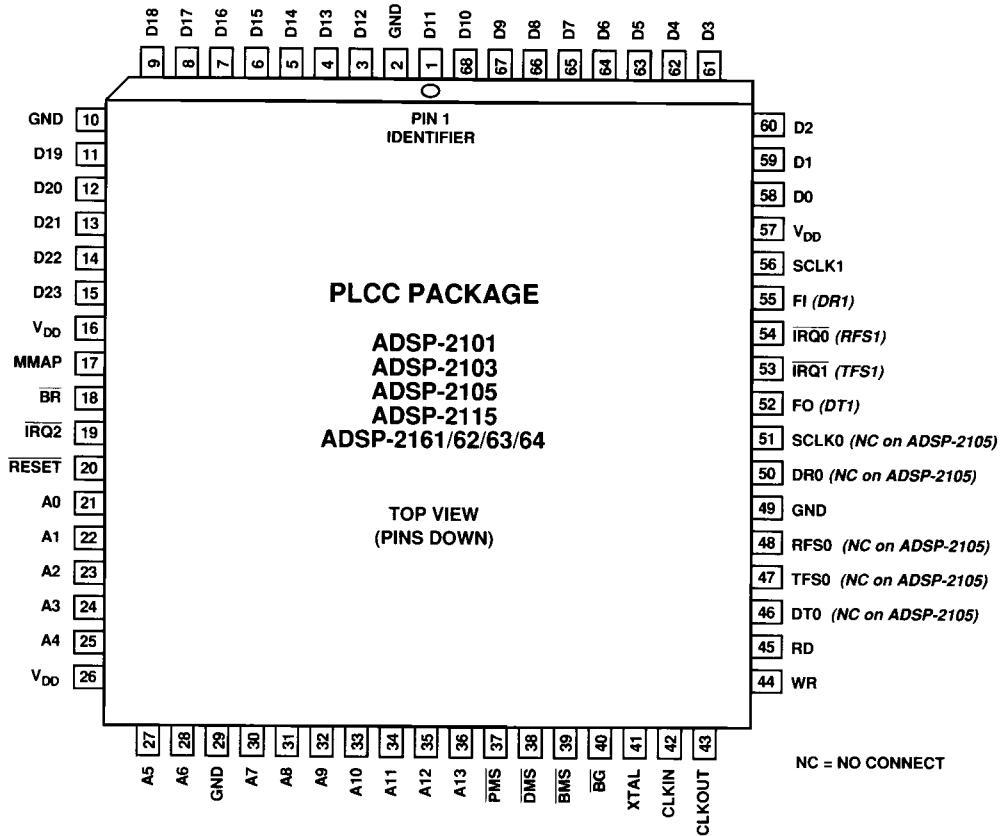 D18 D17 D16 D15 D14 D13 D12 GND D11 D10 D9 D8 D7 D6 D5 D4 D3
9 8 7 6 5 4 3 2 1 68 67 66 65 64 63 62 61
PIN 1
IDENTIFIER
GND 10
D19 11
D20 12
D21 13
D22 14
D23 15
VDD 16
MMAP 17
B̅R̅ 18
I̅R̅Q̅2̅ 19
R̅E̅S̅E̅T̅ 20
A0 21
A1 22
A2 23
A3 24
A4 25
VDD 26
PLCC PACKAGE
ADSP-2101
ADSP-2103
ADSP-2105
ADSP-2115
ADSP-2161/62/63/64
TOP VIEW
(PINS DOWN)
60 D2
59 D1
58 D0
57 VDD
56 SCLK1
55 FI (DR1)
54 I̅R̅Q̅0̅ (RFS1)
53 I̅R̅Q̅1̅ (TFS1)
52 FO (DT1)
51 SCLK0 (NC on ADSP-2105)
50 DR0 (NC on ADSP-2105)
49 GND
48 RFS0 (NC on ADSP-2105)
47 TFS0 (NC on ADSP-2105)
46 DT0 (NC on ADSP-2105)
45 RD
44 WR
27 28 29 30 31 32 33 34 35 36 37 38 39 40 41 42 43
A5 A6 GND A7 A8 A9 A10 A11 A12 A13 P̅M̅S̅ D̅M̅S̅ B̅M̅S̅ B̅G̅ XTAL CLKIN CLKOUT
NC = NO CONNECT